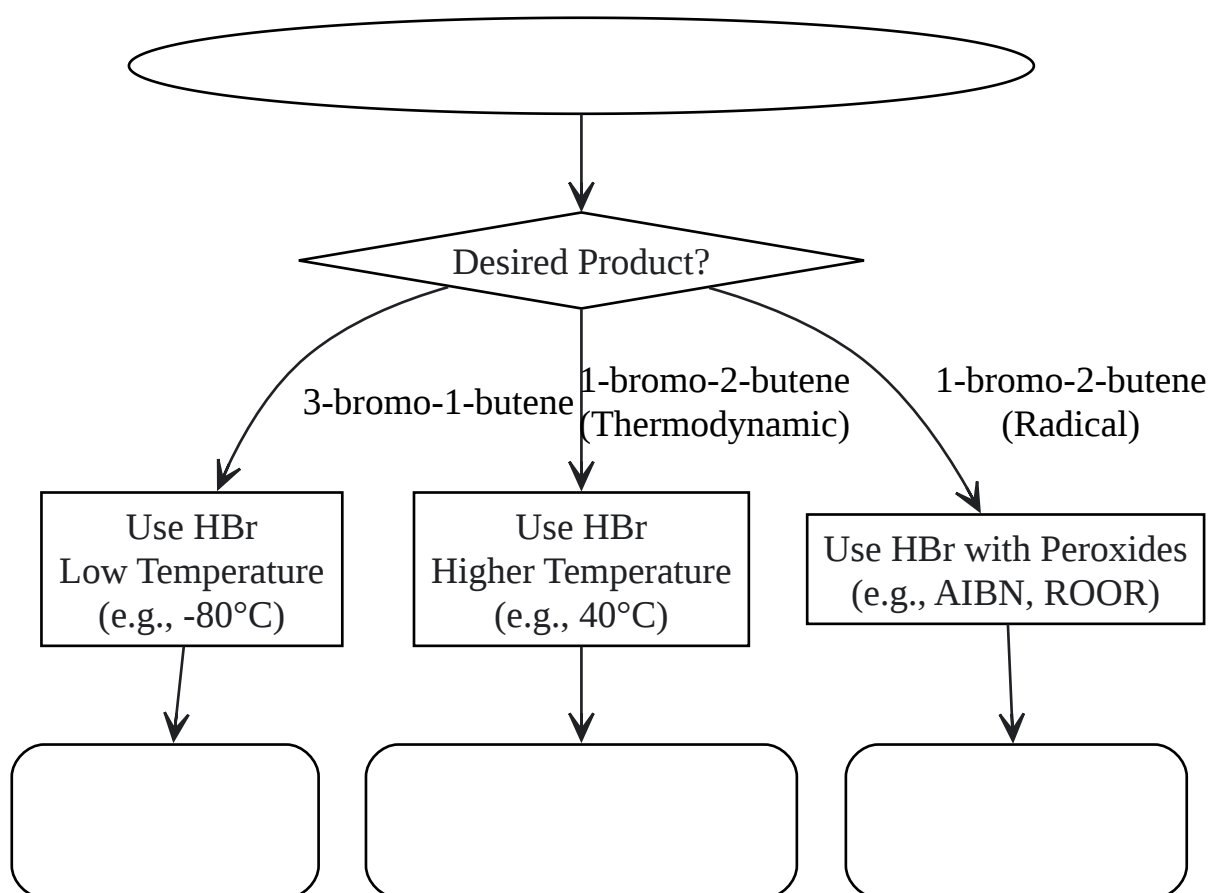 Desired Product?
3-bromo-1-butene
1-bromo-2-butene
(Thermodynamic)
1-bromo-2-butene
(Radical)
Use HBr
Low Temperature
(e.g., -80°C)
Use HBr
Higher Temperature
(e.g., 40°C)
Use HBr with Peroxides
(e.g., AIBN, ROOR)